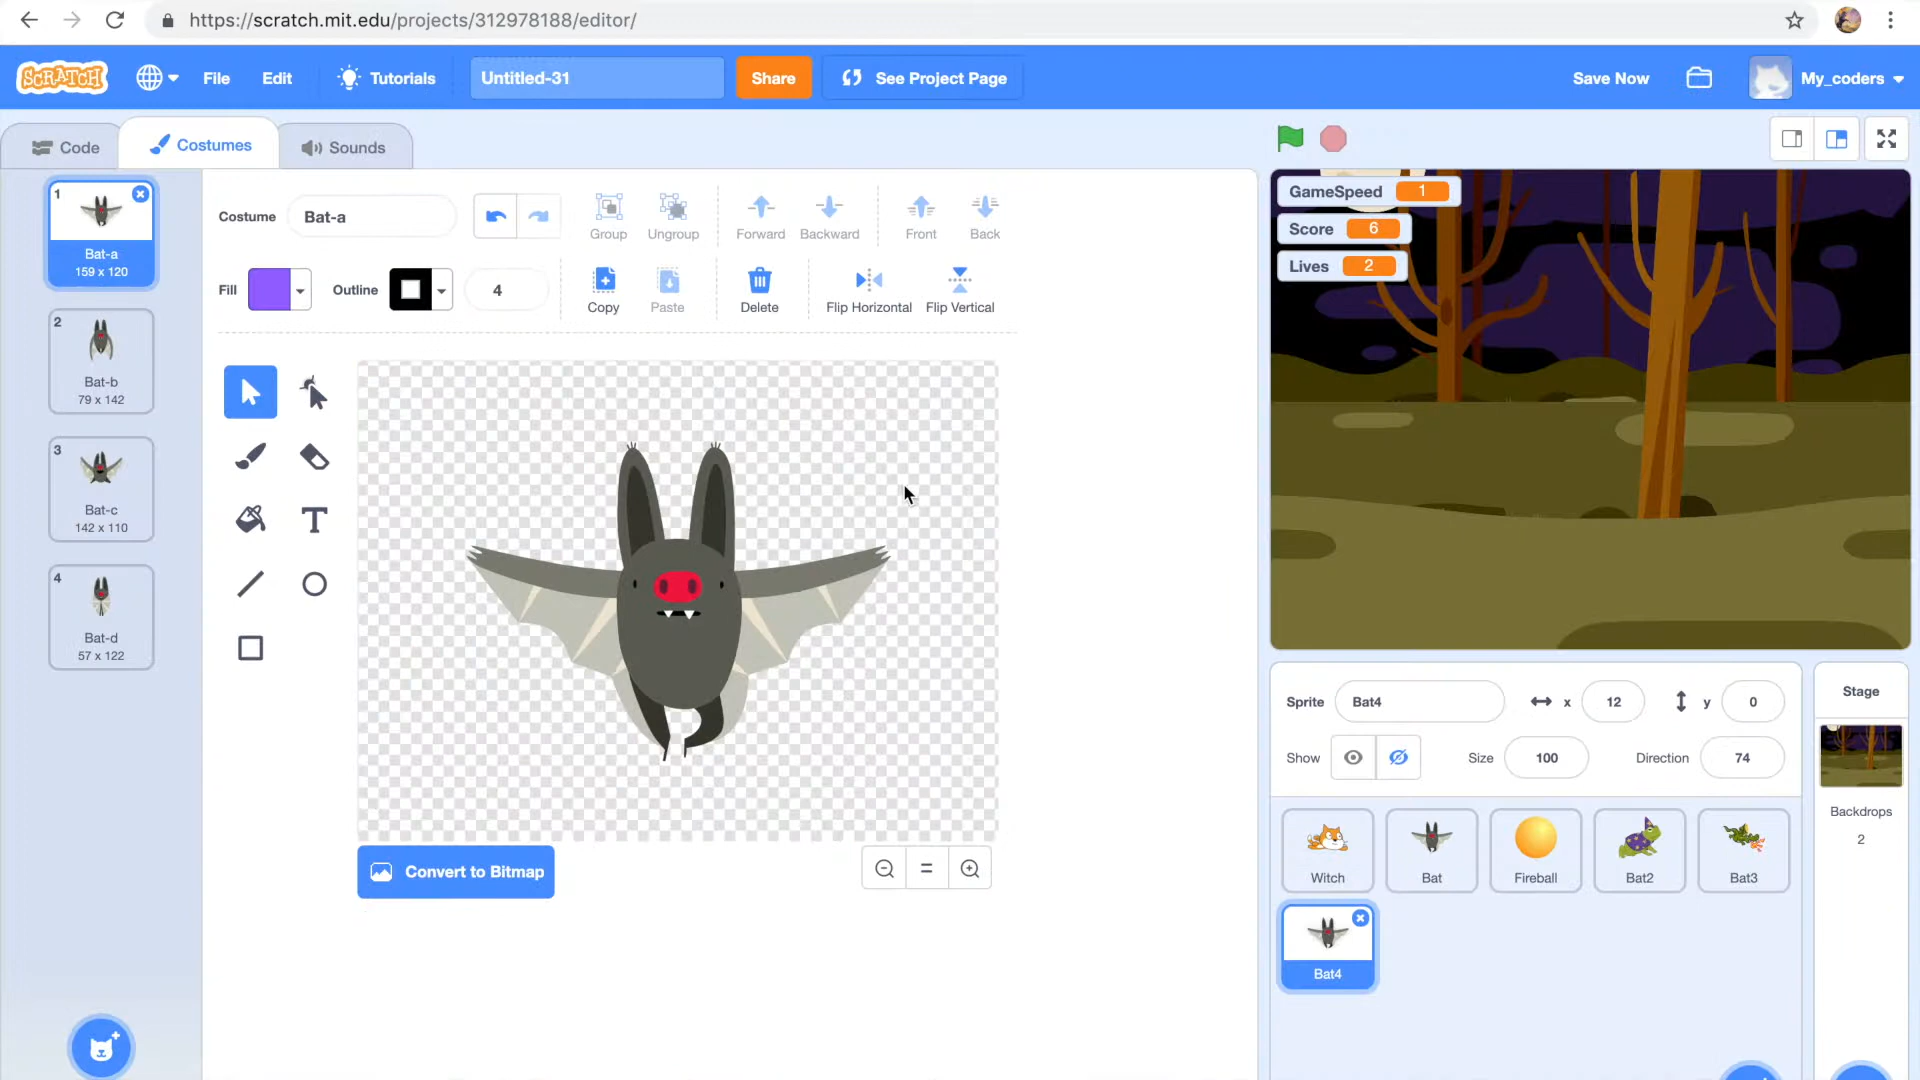 https://scratch.mit.edu/projects/312978188/editor/
SCRATCH
File
Edit
Tutorials
Untitled-31
Share
See Project Page
Save Now
My_coders
Code
Costumes
Sounds
1
Bat-a
159 x 120
2
Bat-b
79 x 142
3
Bat-c
142 x 110
4
Bat-d
57 x 122
Costume
Bat-a
Group
Ungroup
Forward
Backward
Front
Back
Fill
Outline
4
Copy
Paste
Delete
Flip Horizontal
Flip Vertical
T
Convert to Bitmap
GameSpeed 1
Score 6
Lives 2
Sprite
Bat4
x
12
y
0
Show
Size
100
Direction
74
Witch
Bat
Fireball
Bat2
Bat3
Bat4
Stage
Backdrops
2